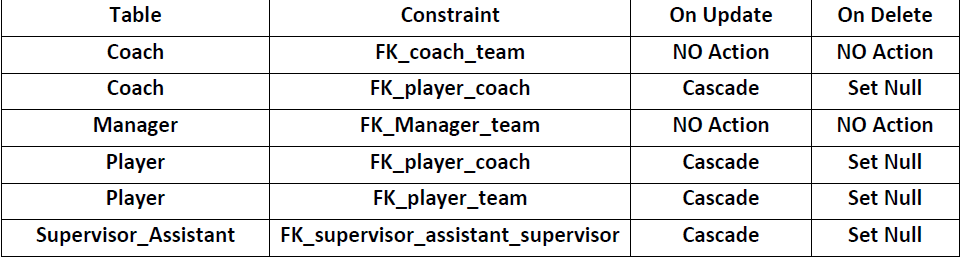 Table Constraint On Update On Delete
Coach FK_coach_team NO Action NO Action
Coach FK_player_coach Cascade Set Null
Manager FK_Manager_team NO Action NO Action
Player FK_player_coach Cascade Set Null
Player FK_player_team Cascade Set Null
Supervisor_Assistant FK_supervisor_assistant_supervisor Cascade Set Null